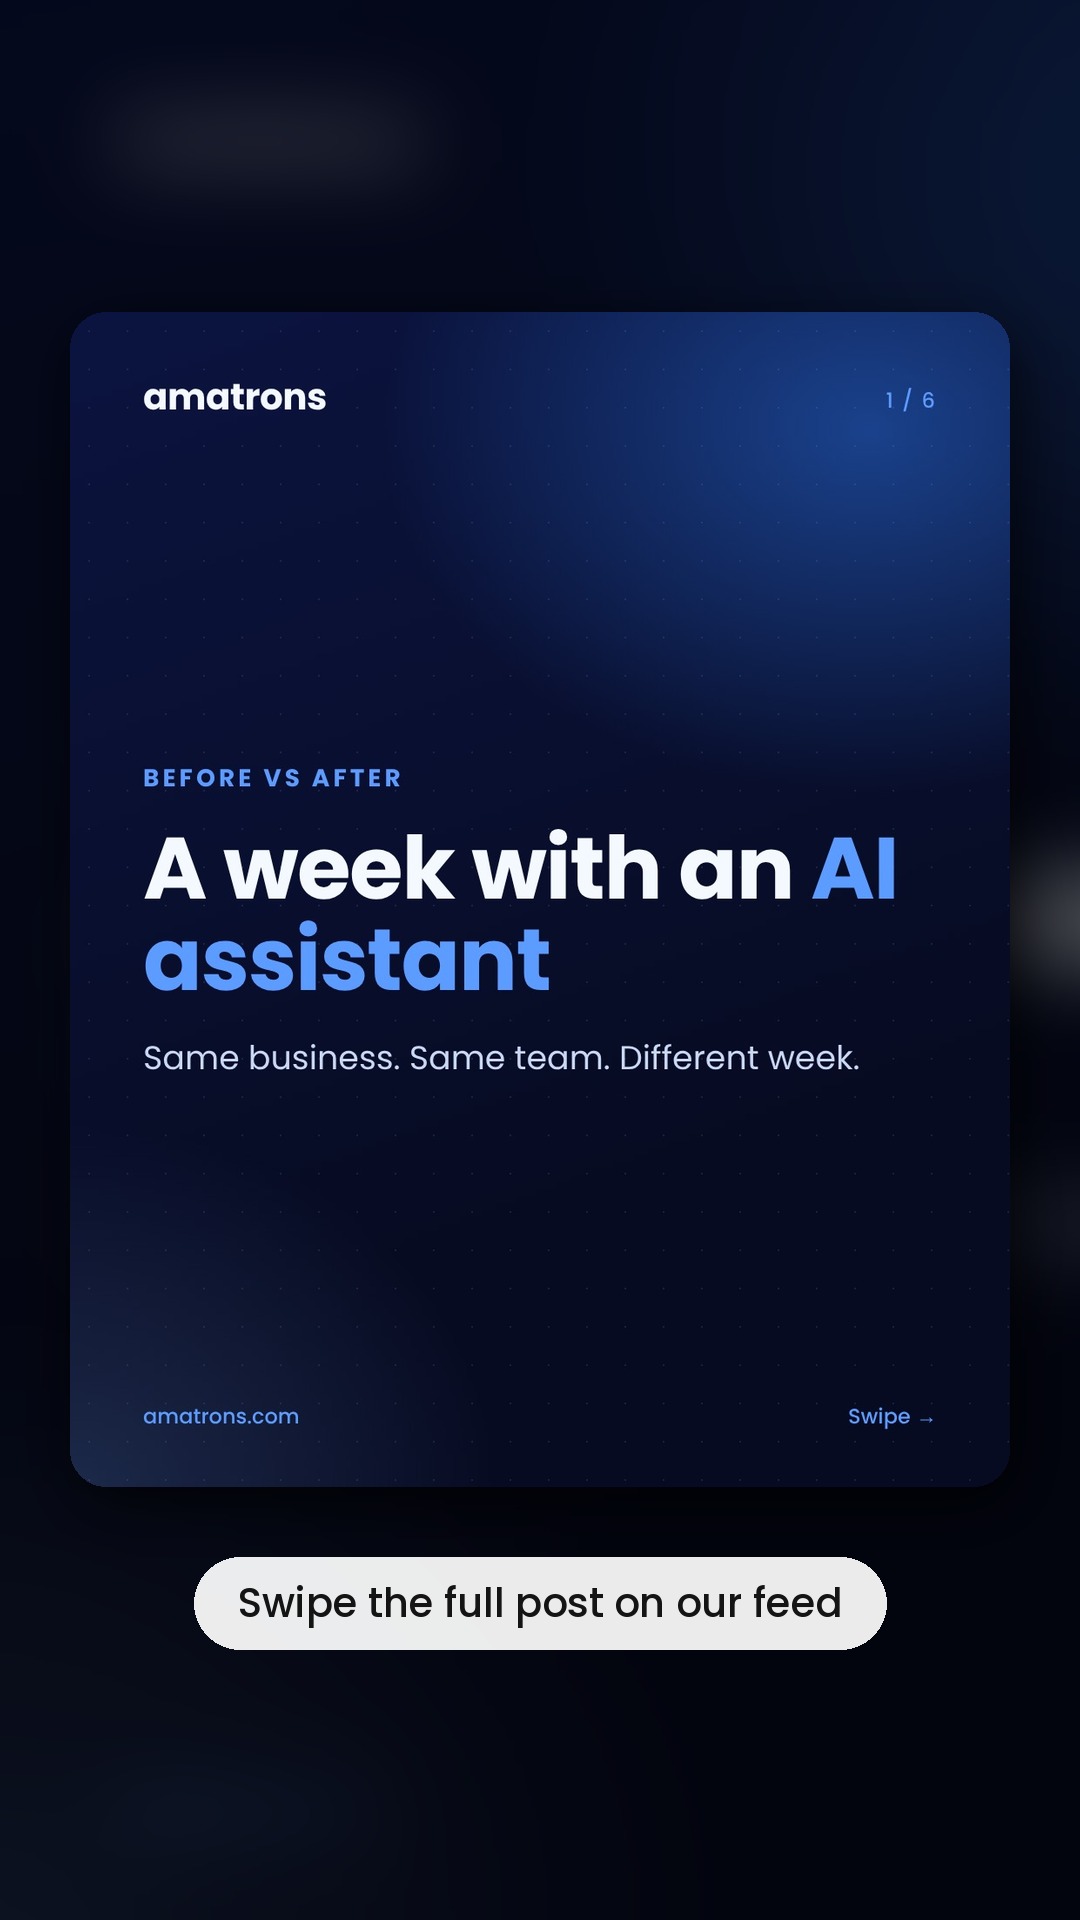 amatrons
1 / 6
BEFORE VS AFTER
A week with an AI
assistant
Same business. Same team. Different week.
amatrons.com
Swipe →
Swipe the full post on our feed